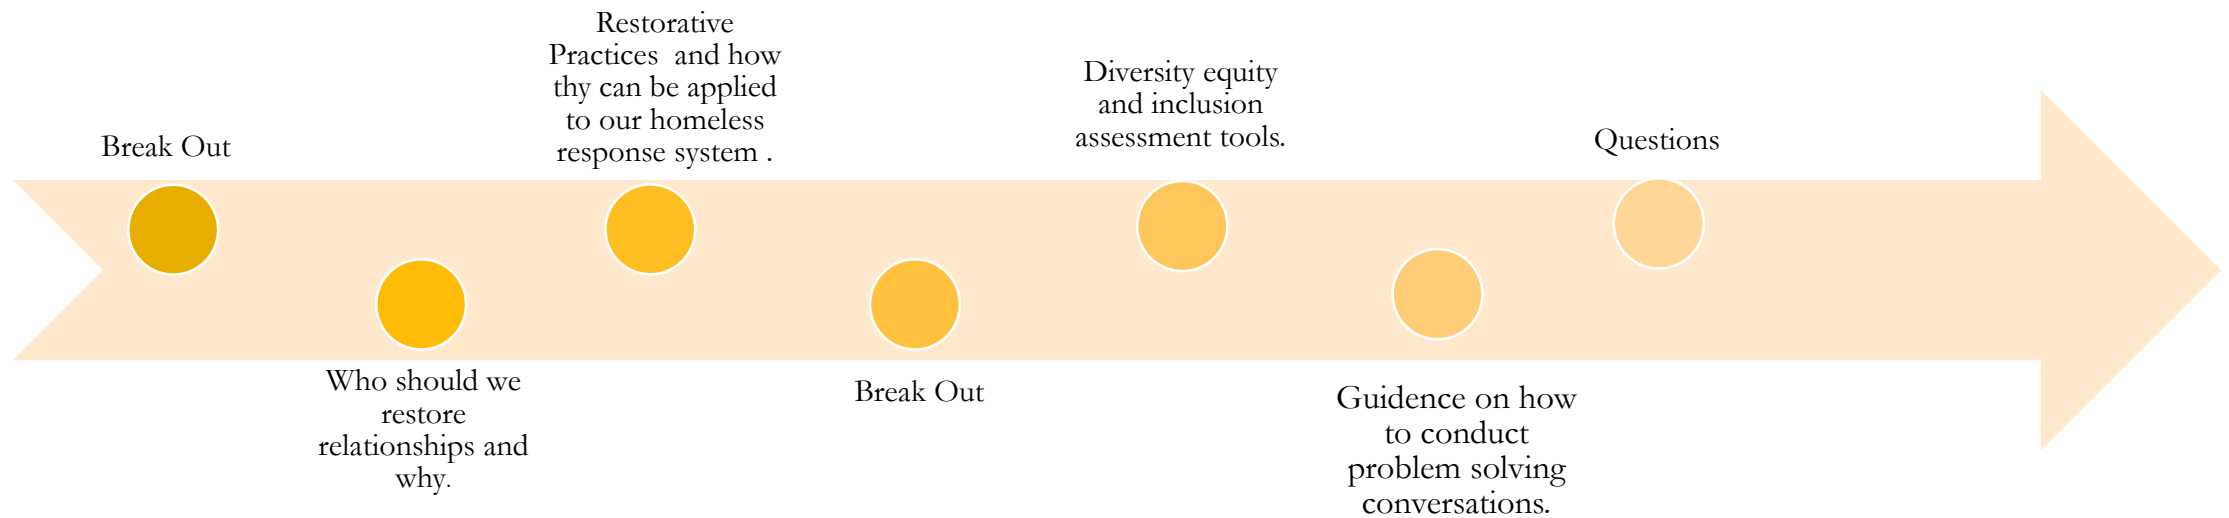 Break Out
Who should we
restore
relationships and
why.
Restorative
Practices  and how
thy can be applied
to our homeless
response system .
Break Out
Diversity equity
and inclusion
assessment tools.
Guidence on how
to conduct
problem solving
conversations.
Questions